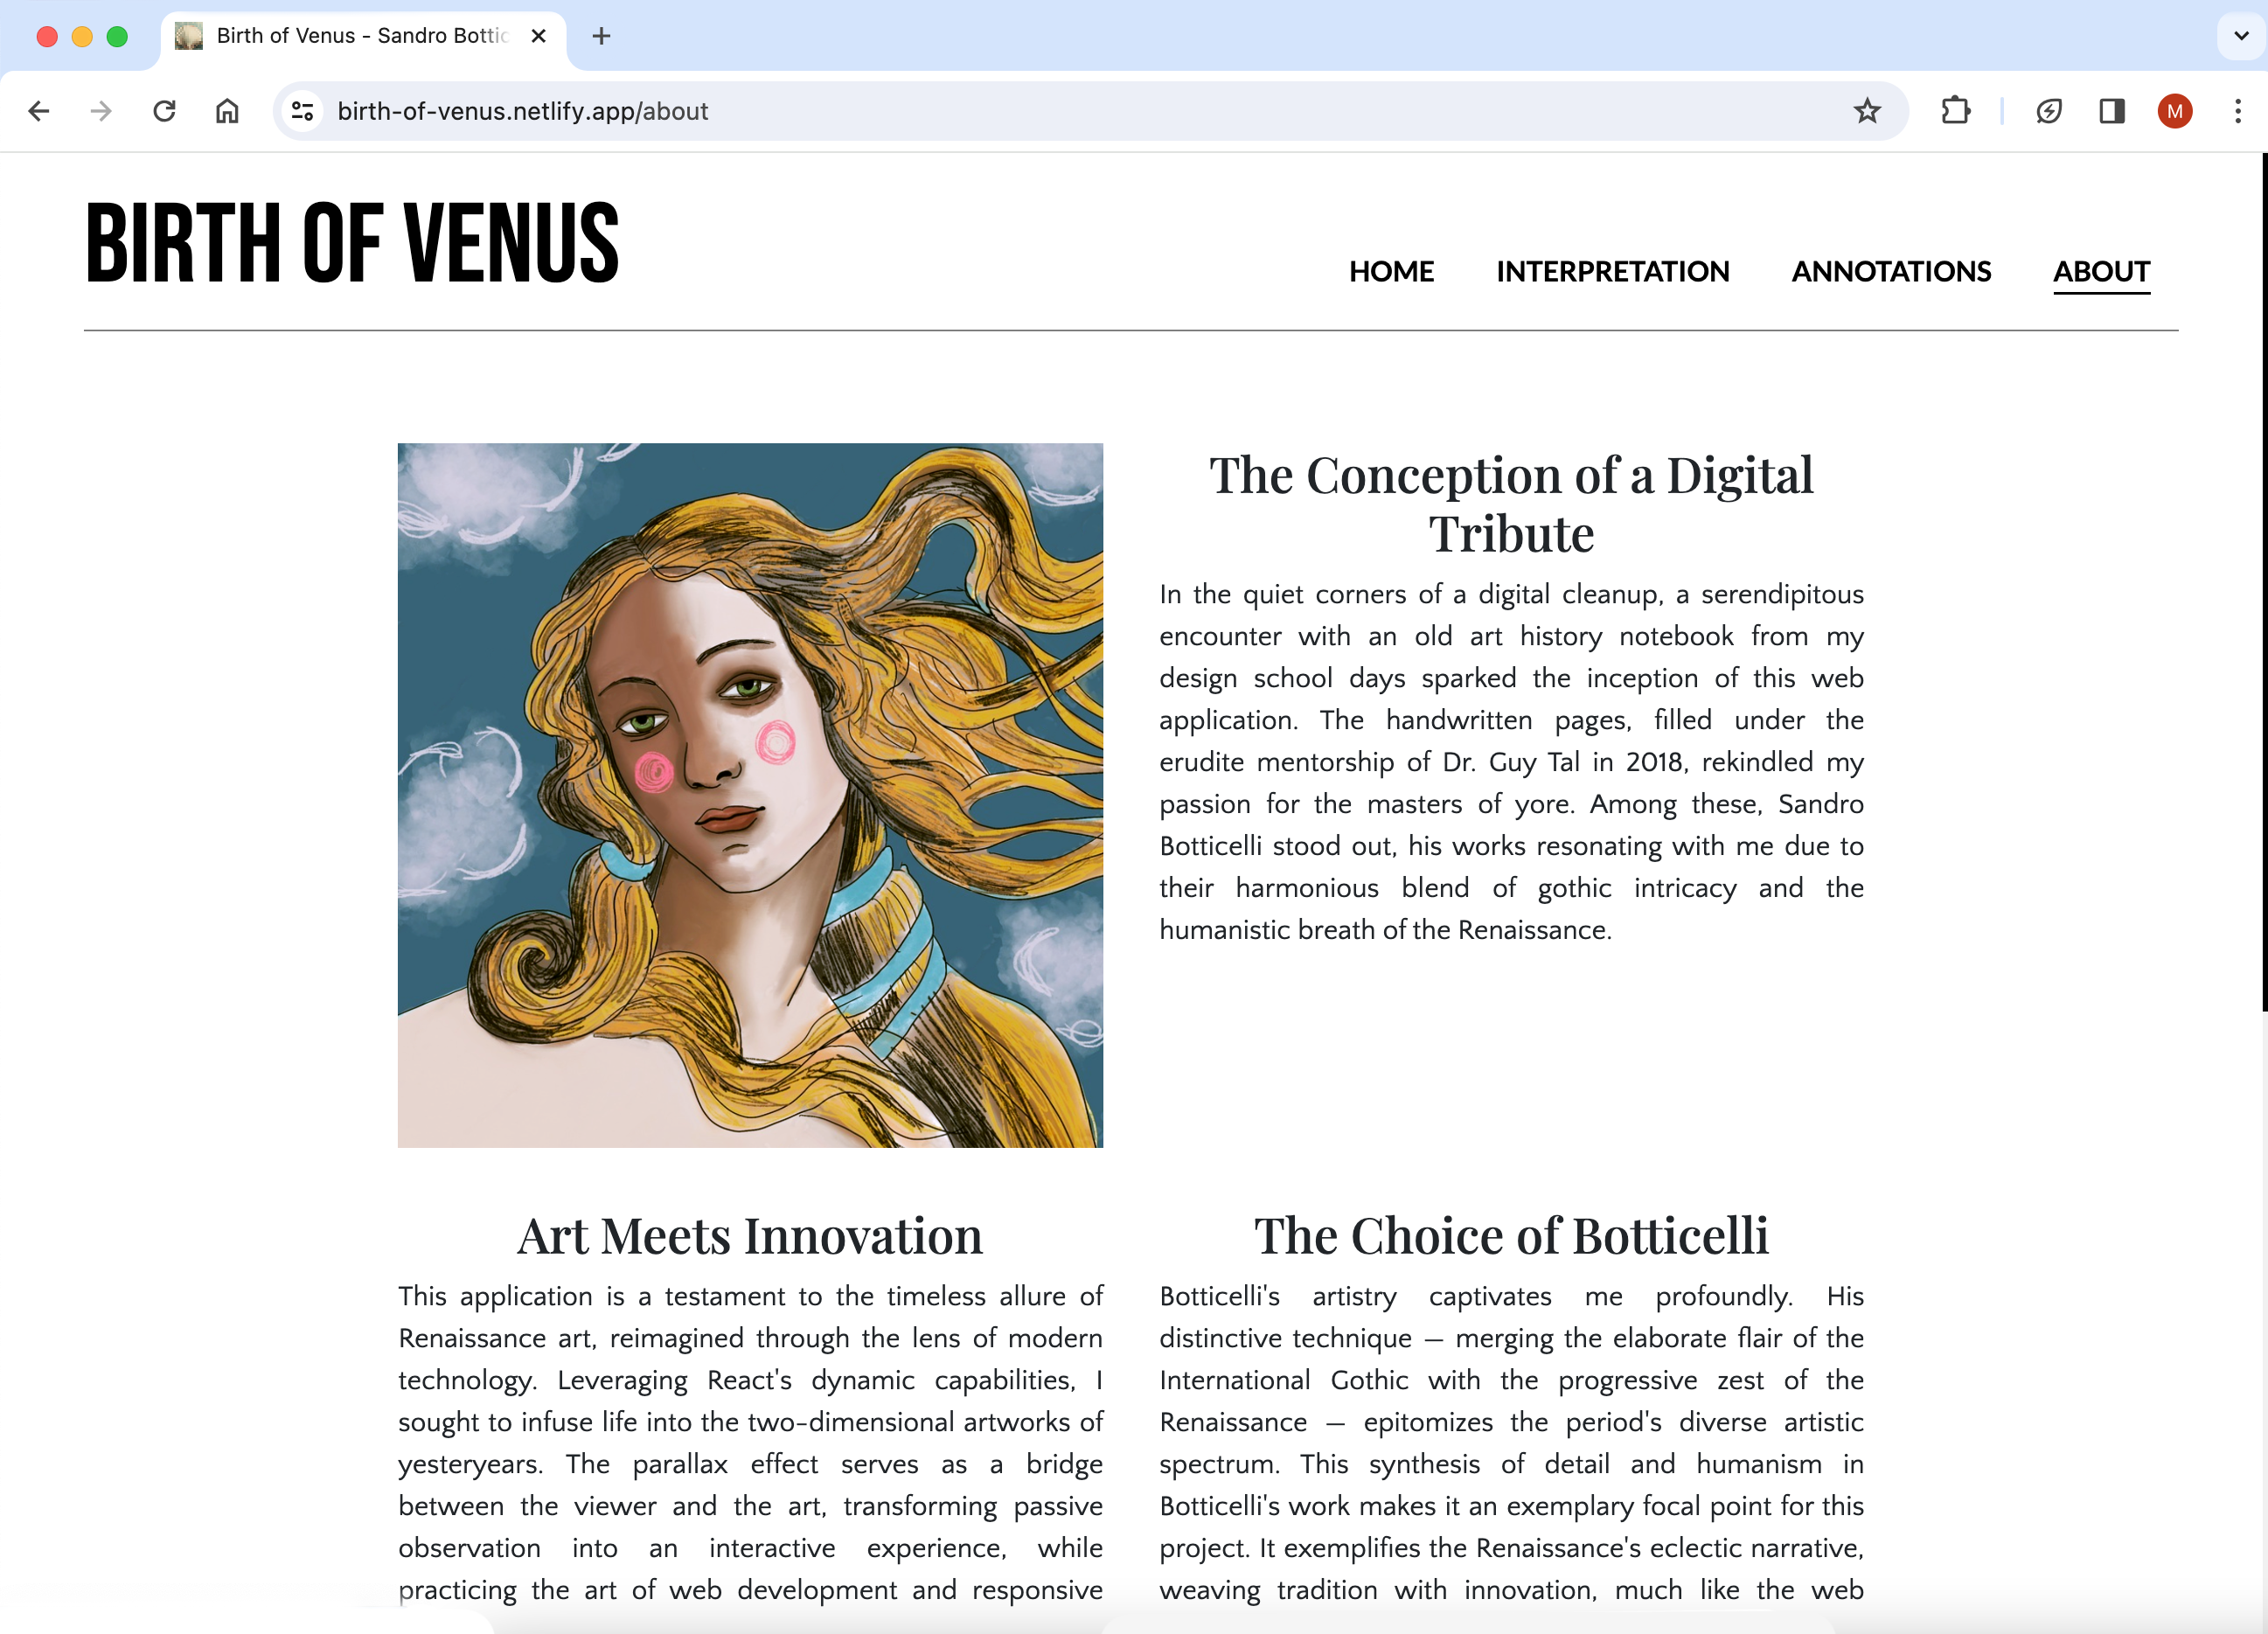 Birth of Venus - Sandro Bottic
birth-of-venus.netlify.app/about
M
BIRTH OF VENUS
HOME INTERPRETATION ANNOTATIONS ABOUT
The Conception of a Digital
Tribute
In the quiet corners of a digital cleanup, a serendipitous
encounter with an old art history notebook from my
design school days sparked the inception of this web
application. The handwritten pages, filled under the
erudite mentorship of Dr. Guy Tal in 2018, rekindled my
passion for the masters of yore. Among these, Sandro
Botticelli stood out, his works resonating with me due to
their harmonious blend of gothic intricacy and the
humanistic breath of the Renaissance.
Art Meets Innovation
This application is a testament to the timeless allure of
Renaissance art, reimagined through the lens of modern
technology. Leveraging React's dynamic capabilities, I
sought to infuse life into the two-dimensional artworks of
yesteryears. The parallax effect serves as a bridge
between the viewer and the art, transforming passive
observation into an interactive experience, while
practicing the art of web development and responsive
The Choice of Botticelli
Botticelli's artistry captivates me profoundly. His
distinctive technique — merging the elaborate flair of the
International Gothic with the progressive zest of the
Renaissance — epitomizes the period's diverse artistic
spectrum. This synthesis of detail and humanism in
Botticelli's work makes it an exemplary focal point for this
project. It exemplifies the Renaissance's eclectic narrative,
weaving tradition with innovation, much like the web